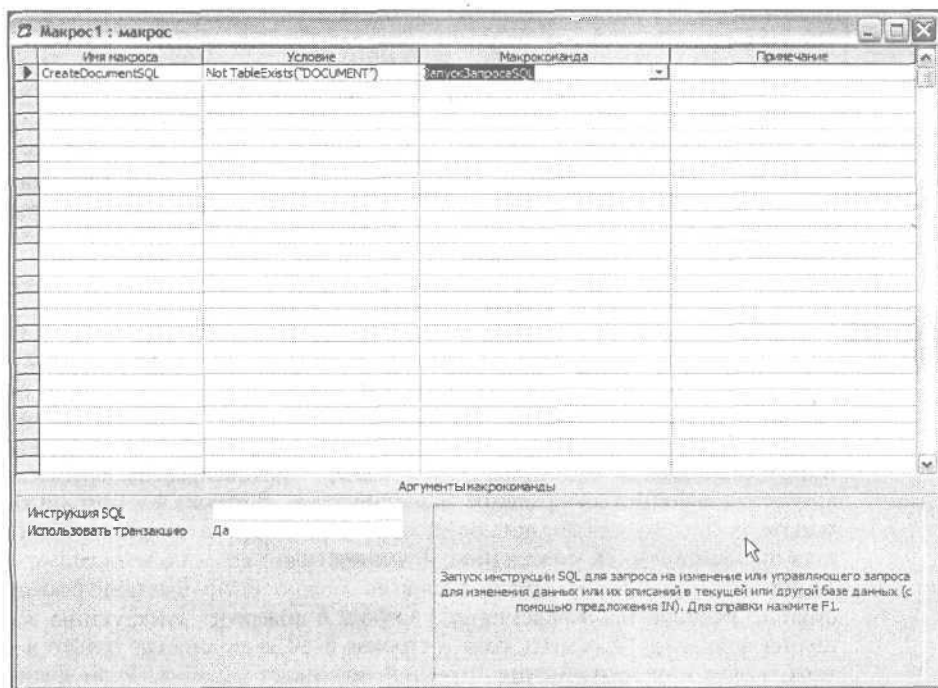 Макрос1 : макрос
Имя макроса Условие Макрокоманда Примечание
CreateDocumentSQL Not TableExists("DOCUMENT") ЗапускЗапросаSQL
Аргументы макрокоманды
Инструкция SQL
Использовать транзакцию Да
Запуск инструкции SQL для запроса на изменение или управляющего запроса
для изменения данных или их описаний в текущей или другой базе данных (с
помощью предложения IN). Для справки нажмите F1.